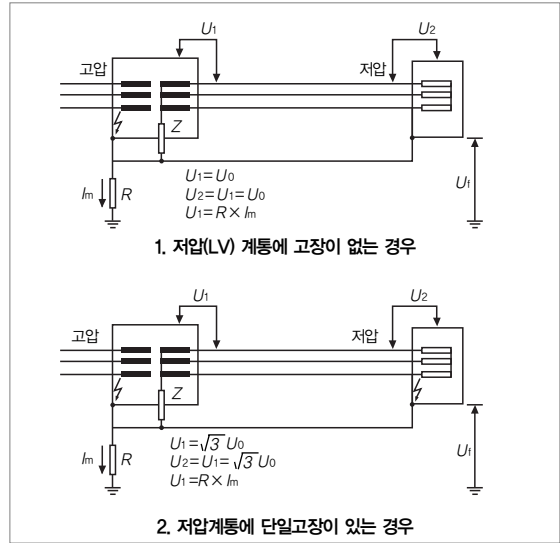 U1
U2
고압
저압
Z
Im
R
Uf
U1=U0
U2=U1=U0
U1=R×Im
1. 저압(LV) 계통에 고장이 없는 경우
U1
U2
고압
저압
Z
Im
R
Uf
U1=√3 U0
U2=U1=√3 U0
U1=R×Im
2. 저압계통에 단일고장이 있는 경우